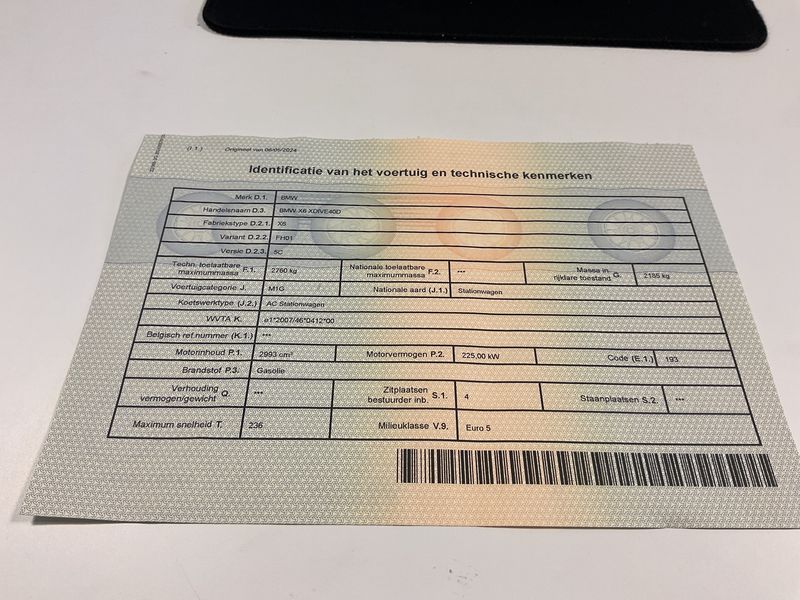 (I.1.) Origineel van 06/06/2024
Identificatie van het voertuig en technische kenmerken
Merk D.1. BMW
Handelsnaam D.3. BMW X6 XDIVE40D
Fabriekstype D.2.1. X6
Variant D.2.2. FH01
Versie D.2.3. 5C
Techn. toelaatbare maximummassa F.1. 2760 kg Nationale toelaatbare maximummassa F.2. *** Massa in rijklare toestand G. 2185 kg
Voertuigcategorie J. M1G Nationale aard (J.1.) Stationwagen
Koetswerktype (J.2.) AC Stationwagen
WVTA K. e1*2007/46*0412*00
Belgisch ref nummer (K.1.) ***
Motorinhoud P.1. 2993 cm³ Motorvermogen P.2. 225,00 kW Code (E.1.) 193
Brandstof P.3. Gasolie
Verhouding vermogen/gewicht Q. *** Zitplaatsen bestuurder inb. S.1. 4 Staanplaatsen S.2. ***
Maximum snelheid T. 236 Milieuklasse V.9. Euro 5